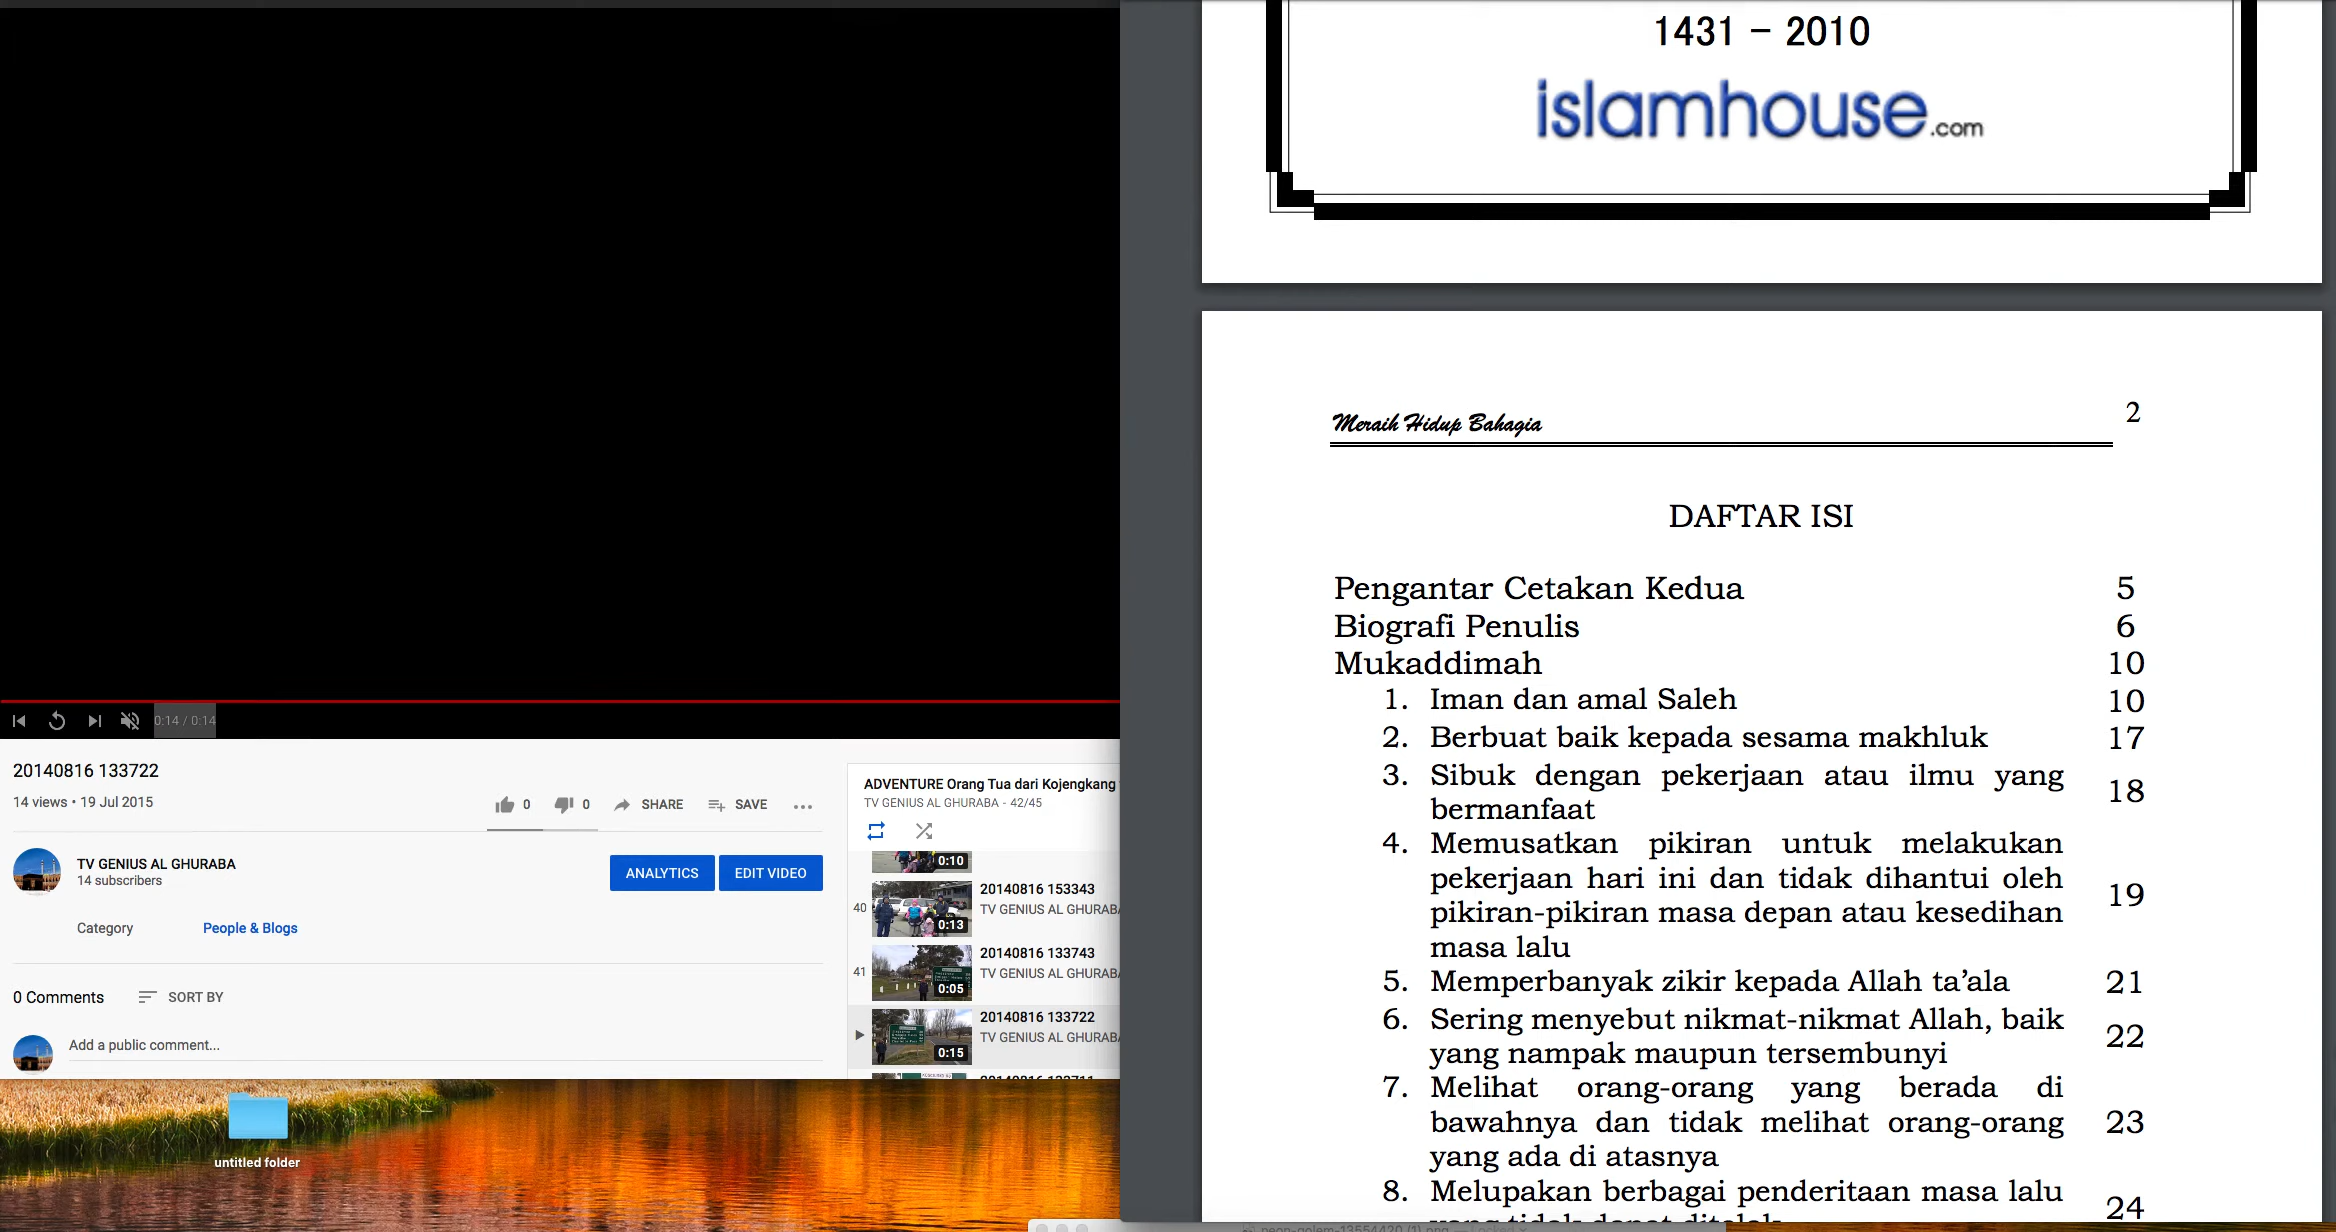 0:14 / 0:14
20140816 133722
14 views • 19 Jul 2015
0
0
SHARE
SAVE
TV GENIUS AL GHURABA
14 subscribers
ANALYTICS
EDIT VIDEO
Category
People & Blogs
0 Comments
SORT BY
Add a public comment...
ADVENTURE Orang Tua dari Kojengkang
TV GENIUS AL GHURABA - 42/45
0:10
40
0:13
20140816 153343
TV GENIUS AL GHURABA
41
0:05
20140816 133743
TV GENIUS AL GHURABA
0:15
20140816 133722
TV GENIUS AL GHURABA
untitled folder
1431 – 2010
islamhouse.com
Meraih Hidup Bahagia
2
DAFTAR ISI
Pengantar Cetakan Kedua 5
Biografi Penulis 6
Mukaddimah 10
1. Iman dan amal Saleh 10
2. Berbuat baik kepada sesama makhluk 17
3. Sibuk dengan pekerjaan atau ilmu yang
bermanfaat 18
4. Memusatkan pikiran untuk melakukan
pekerjaan hari ini dan tidak dihantui oleh
pikiran-pikiran masa depan atau kesedihan
masa lalu 19
5. Memperbanyak zikir kepada Allah ta’ala 21
6. Sering menyebut nikmat-nikmat Allah, baik
yang nampak maupun tersembunyi 22
7. Melihat orang-orang yang berada di
bawahnya dan tidak melihat orang-orang
yang ada di atasnya 23
8. Melupakan berbagai penderitaan masa lalu
24